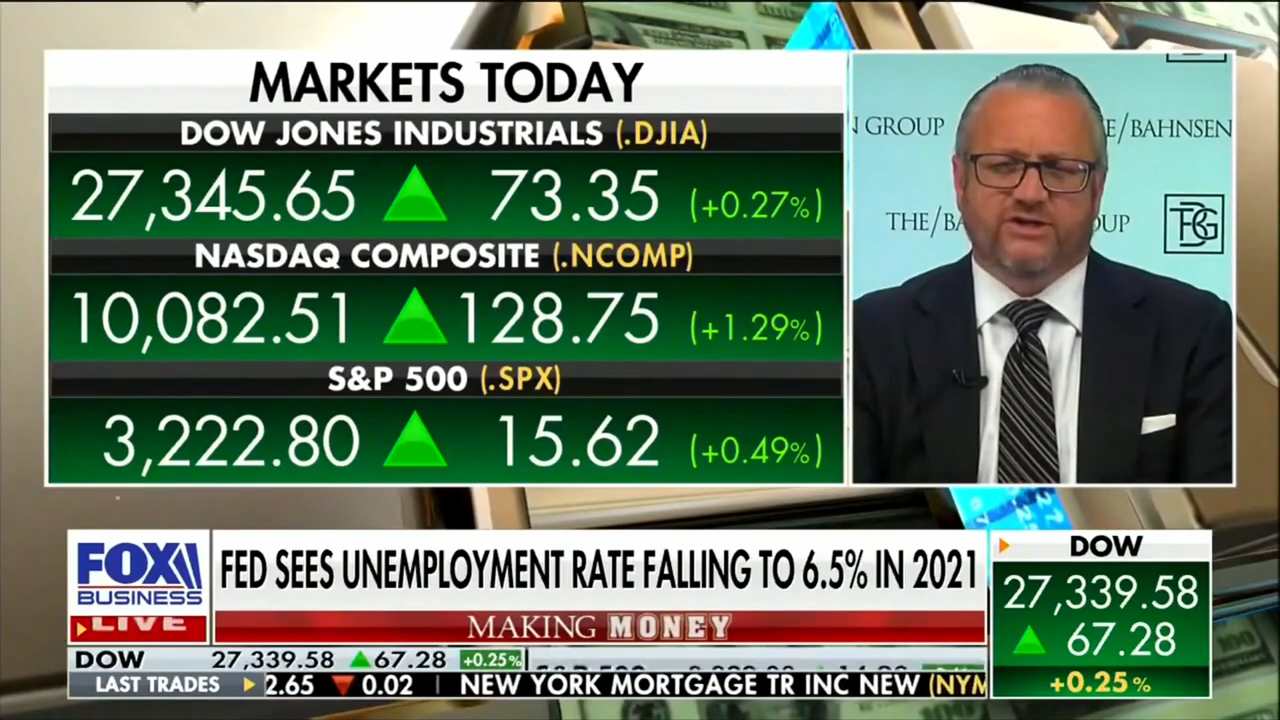 MARKETS TODAY
DOW JONES INDUSTRIALS (.DJIA)
27,345.65 ▲ 73.35 (+0.27%)
NASDAQ COMPOSITE (.NCOMP)
10,082.51 ▲ 128.75 (+1.29%)
S&P 500 (.SPX)
3,222.80 ▲ 15.62 (+0.49%)
N GROUP
E/BAHNSEN
THE/BA
OUP
TBG
FOX
BUSINESS
LIVE
FED SEES UNEMPLOYMENT RATE FALLING TO 6.5% IN 2021
MAKING MONEY
DOW
27,339.58
▲ 67.28
+0.25%
DOW 27,339.58 ▲67.28 +0.25%
LAST TRADES 2.65 ▼ 0.02 | NEW YORK MORTGAGE TR INC NEW (NYM